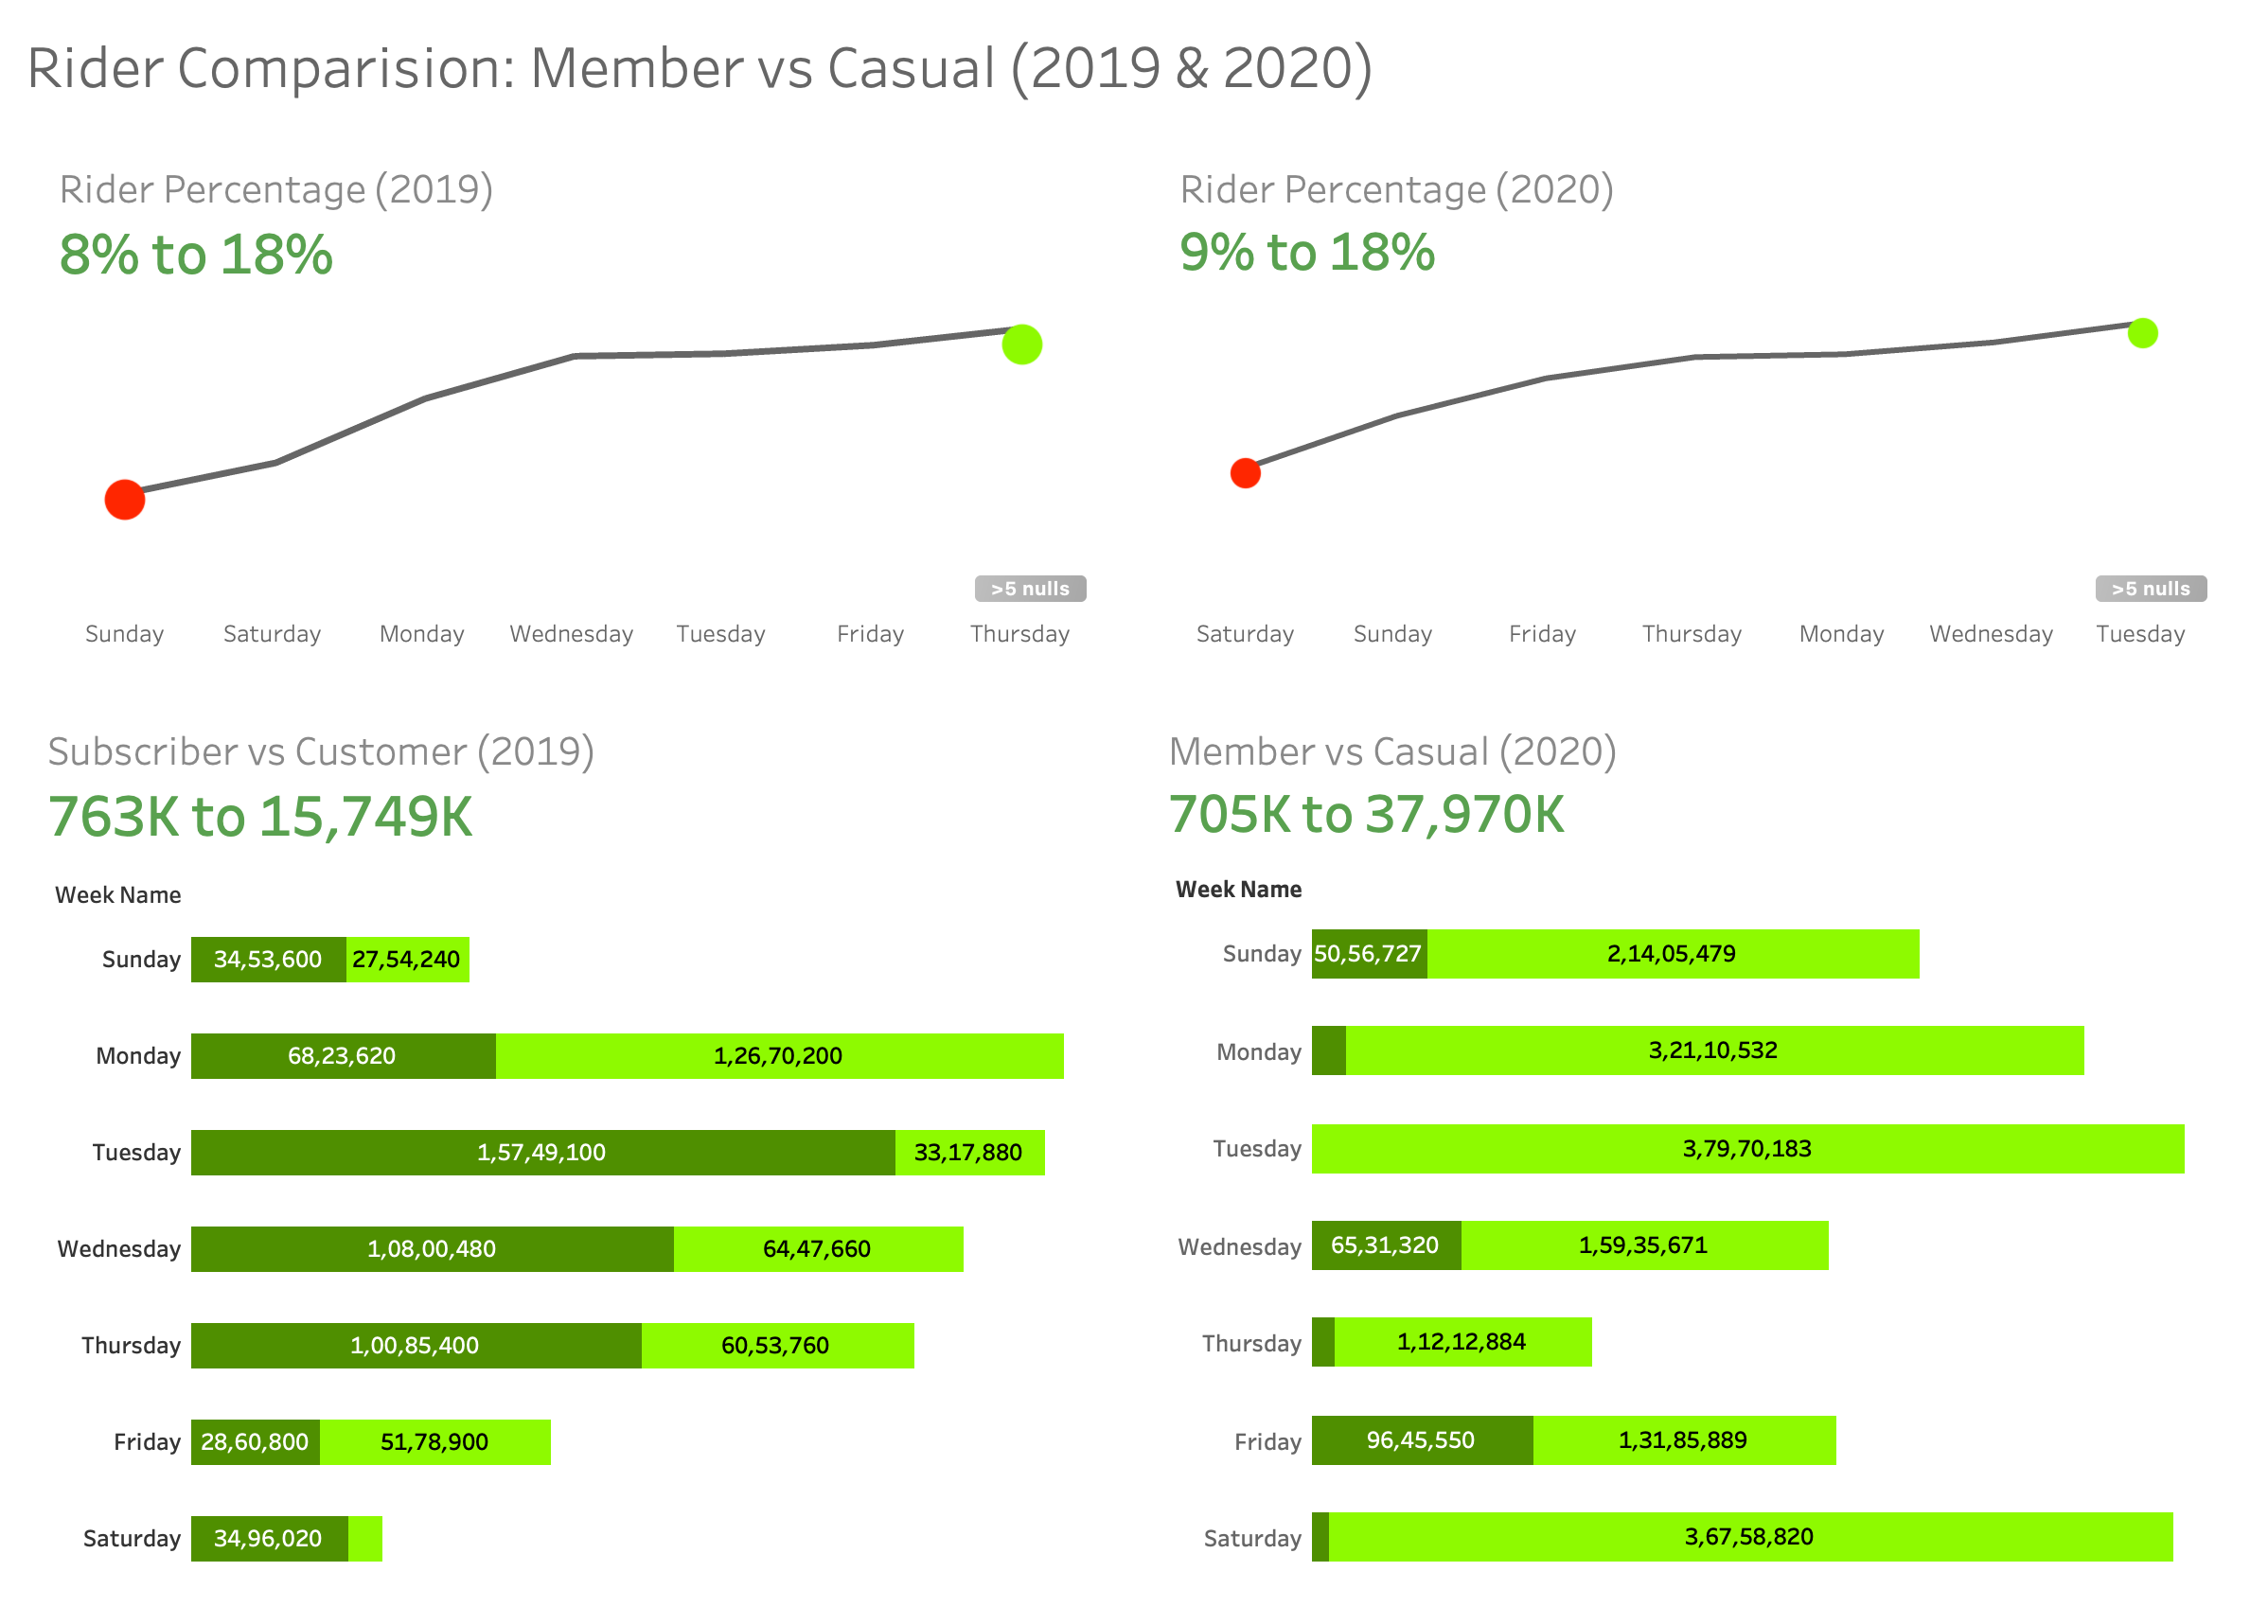 Rider Comparision: Member vs Casual (2019 & 2020)
Rider Percentage (2019)
8% to 18%
>5 nulls
Sunday Saturday Monday Wednesday Tuesday Friday Thursday
Rider Percentage (2020)
9% to 18%
>5 nulls
Saturday Sunday Friday Thursday Monday Wednesday Tuesday
Subscriber vs Customer (2019)
763K to 15,749K
Week Name
Sunday 34,53,600 27,54,240
Monday 68,23,620 1,26,70,200
Tuesday 1,57,49,100 33,17,880
Wednesday 1,08,00,480 64,47,660
Thursday 1,00,85,400 60,53,760
Friday 28,60,800 51,78,900
Saturday 34,96,020
Member vs Casual (2020)
705K to 37,970K
Week Name
Sunday 50,56,727 2,14,05,479
Monday 3,21,10,532
Tuesday 3,79,70,183
Wednesday 65,31,320 1,59,35,671
Thursday 1,12,12,884
Friday 96,45,550 1,31,85,889
Saturday 3,67,58,820